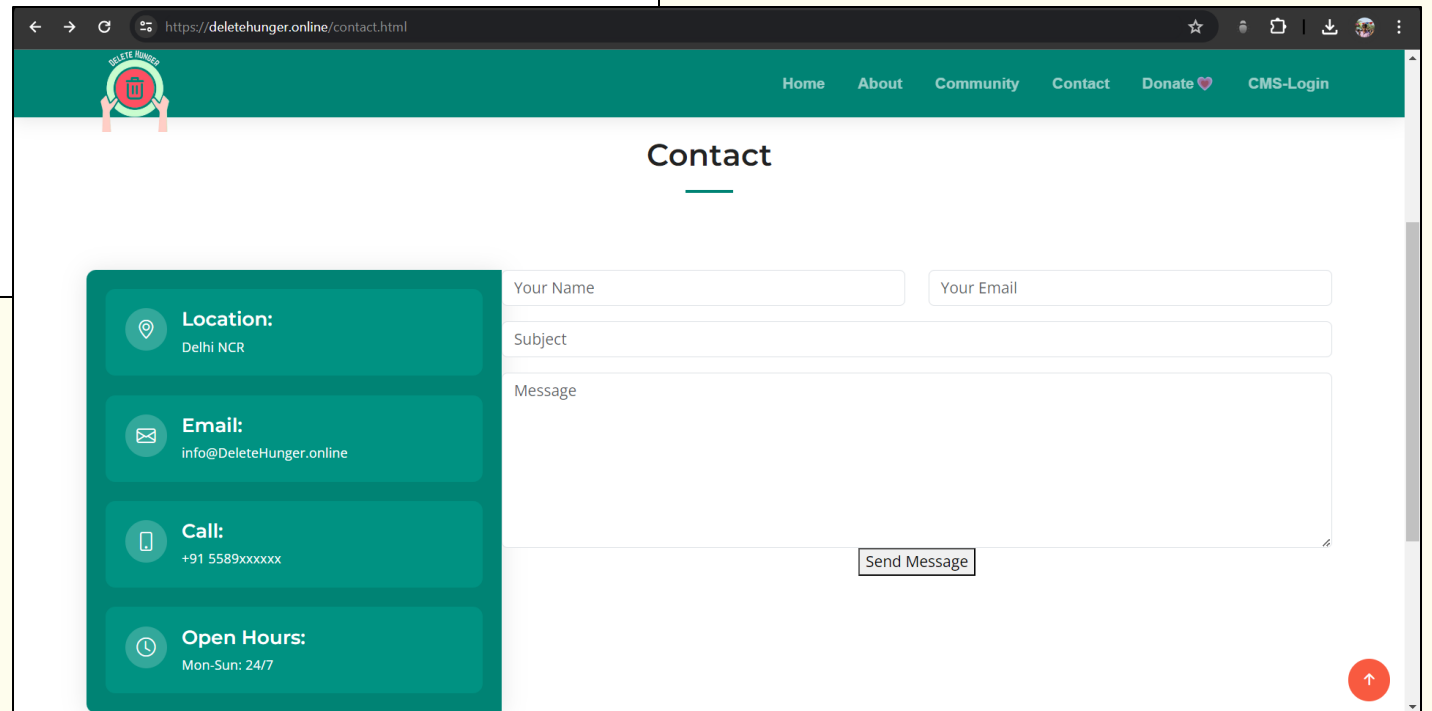 https://deletehunger.online/contact.html
DELETE HUNGER
Home About Community Contact Donate CMS-Login
Contact
Location:
Delhi NCR
Email:
info@DeleteHunger.online
Call:
+91 5589xxxxxx
Open Hours:
Mon-Sun: 24/7
Your Name Your Email
Subject
Message
Send Message